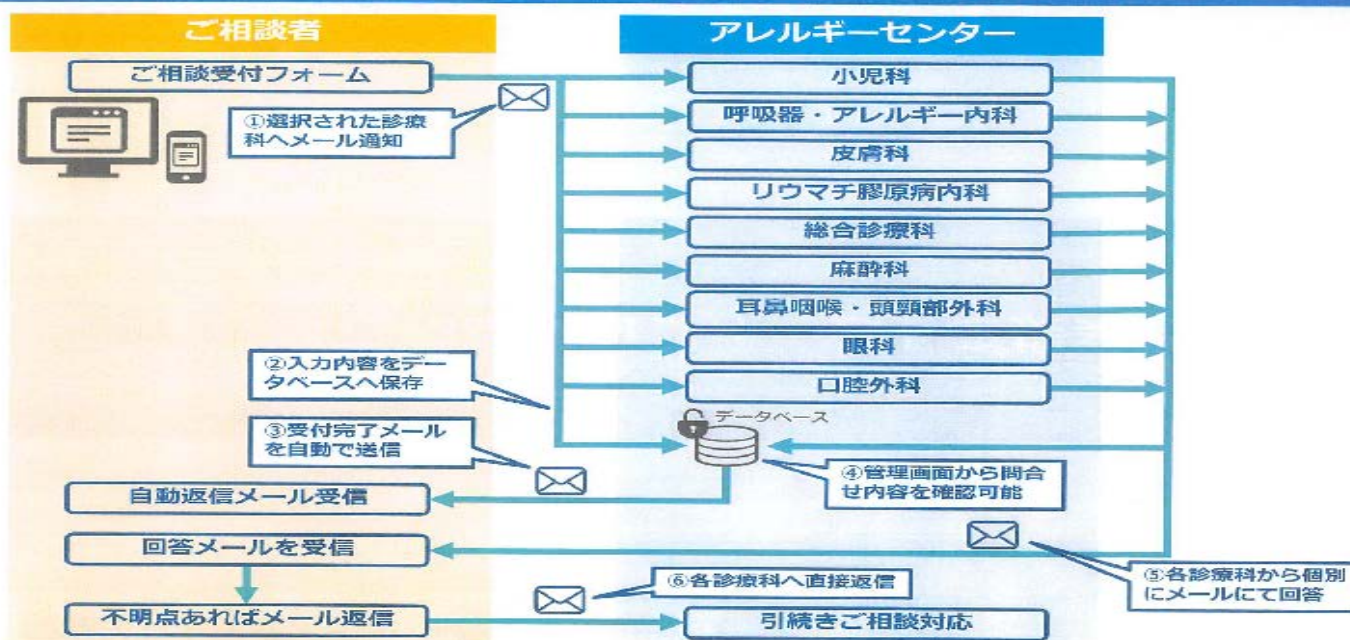 ご相談者
アレルギーセンター
ご相談受付フォーム
①選択された診療
科へメール通知
小児科
呼吸器・アレルギー内科
皮膚科
リウマチ膠原病内科
総合診療科
麻酔科
耳鼻咽喉・頭頸部外科
眼科
口腔外科
②入力内容をデー
タベースへ保存
データベース
③受付完了メール
を自動で送信
④管理画面から問合
せ内容を確認可能
自動返信メール受信
回答メールを受信
⑤各診療科から個別
にメールにて回答
⑥各診療科へ直接返信
不明点あればメール返信
引続きご相談対応